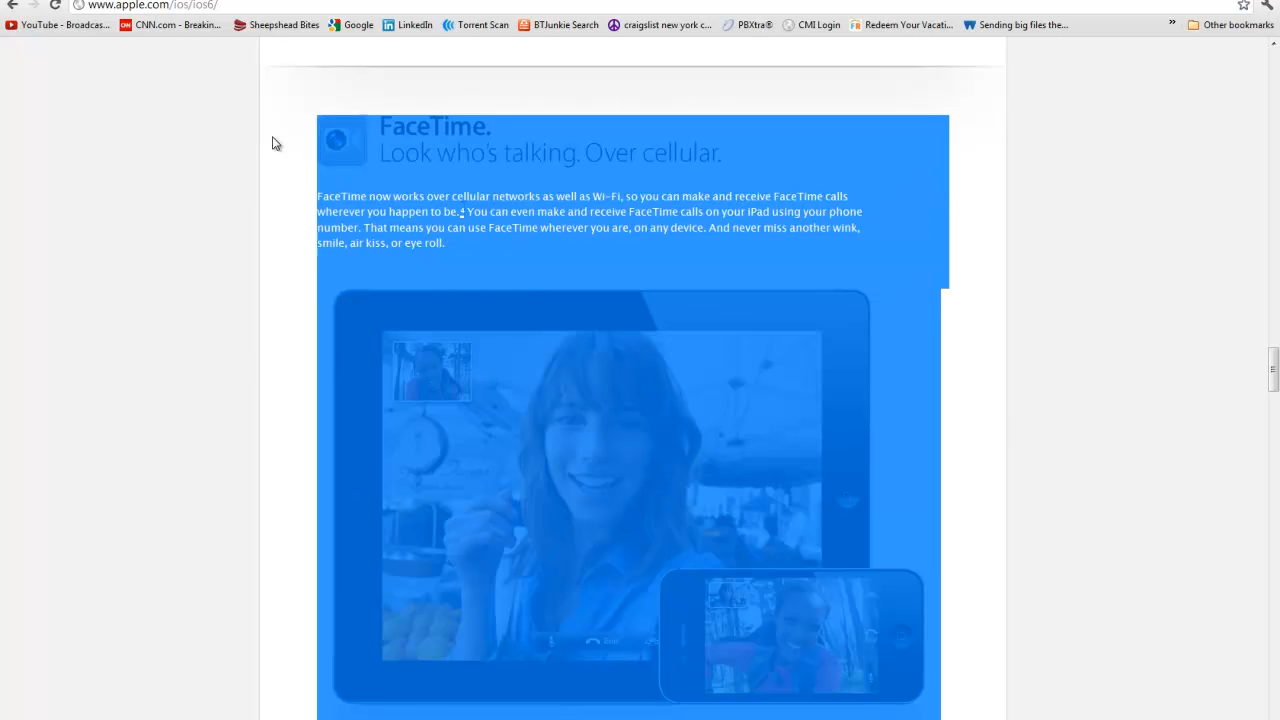 www.apple.com/ios/ios6/
YouTube - Broadcas... CNN.com - Breakin... Sheepshead Bites Google LinkedIn Torrent Scan BTJunkie Search craigslist new york c... PBXtra® CMI Login Redeem Your Vacati... Sending big files the... » Other bookmarks
FaceTime.
Look who's talking. Over cellular.
FaceTime now works over cellular networks as well as Wi-Fi, so you can make and receive FaceTime calls
wherever you happen to be. You can even make and receive FaceTime calls on your iPad using your phone
number. That means you can use FaceTime wherever you are, on any device. And never miss another wink,
smile, air kiss, or eye roll.